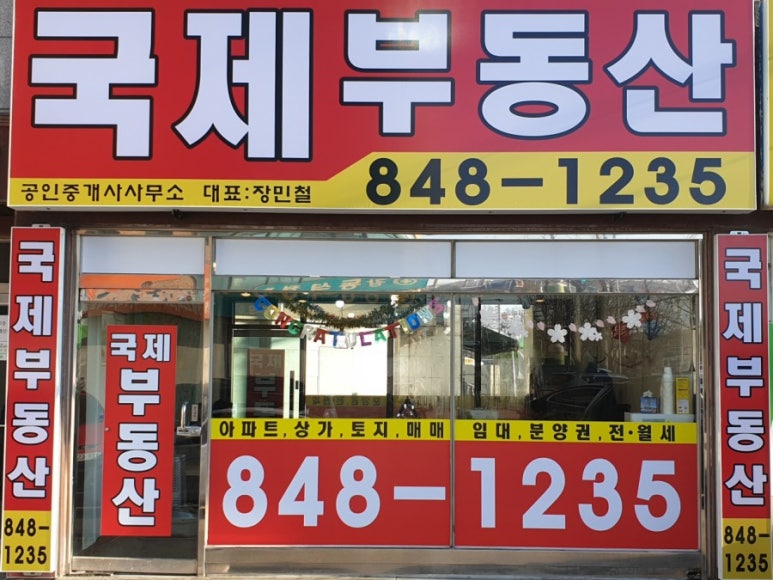 국제부동산
공인중개사사무소 대표:장민철
848-1235
국제부동산
848-
1235
국제
부동산
CONGRATULATIONS
아파트,상가,토지,매매
임대,분양권,전·월세
848-1235
국제부동산
848-
1235